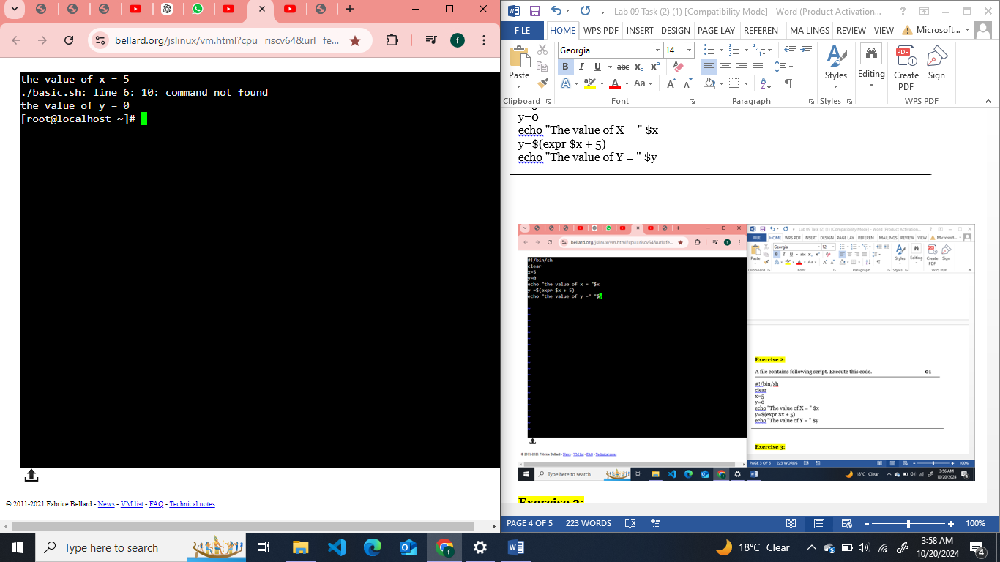 bellard.org/jslinux/vm.html?cpu=riscv64&url=fe...
the value of x = 5
./basic.sh: line 6: 10: command not found
the value of y = 0
[root@localhost ~]#
© 2011-2021 Fabrice Bellard - News - VM list - FAQ - Technical notes
Lab 09 Task (2) (1) [Compatibility Mode] - Word (Product Activation...
FILE HOME WPS PDF INSERT DESIGN PAGE LAY REFEREN MAILINGS REVIEW VIEW Microsoft...
Georgia 14
Paste
B I U abc x₂ x²
A ab A Aa A A
Styles
Editing
Create PDF
Sign
Clipboard Font Paragraph Styles WPS PDF
y=0
echo "The value of X = " $x
y=$(expr $x + 5)
echo "The value of Y = " $y
bellard.org/jslinux/vm.html?cpu=riscv64&url=fe...
#!/bin/sh
clear
x=5
y=0
echo "the value of x = "$x
y =$(expr $x + 5)
echo "the value of y =" "$
© 2011-2021 Fabrice Bellard - News - VM list - FAQ - Technical notes
Lab 09 Task (2) (1) [Compatibility Mode] - Word (Product Activation...
FILE HOME WPS PDF INSERT DESIGN PAGE LAY REFEREN MAILINGS REVIEW VIEW Microsoft...
Georgia 12
Paste
Styles
Editing
Create PDF
Sign
Clipboard Font Paragraph Styles WPS PDF
Exercise 2:
A file contains following script. Execute this code. 01
#!/bin/sh
clear
x=5
y=0
echo "The value of X = " $x
y=$(expr $x + 5)
echo "The value of Y = " $y
Exercise 3:
PAGE 3 OF 5 223 WORDS 100%
Type here to search
18°C Clear
3:56 AM
10/20/2024
PAGE 4 OF 5 223 WORDS 100%
Type here to search
18°C Clear
3:58 AM
10/20/2024
4